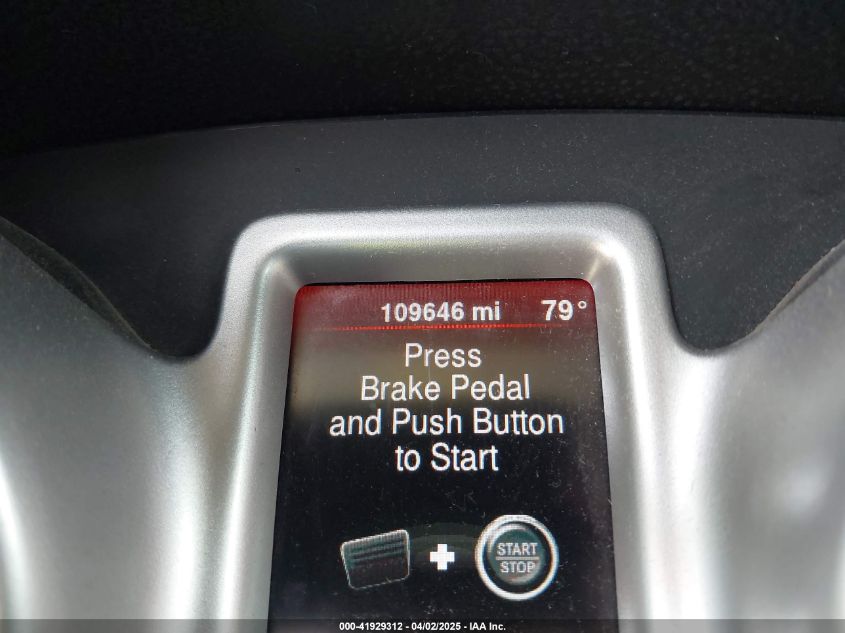 109646 mi 79°
Press
Brake Pedal
and Push Button
to Start
START
STOP
000-41929312 - 04/02/2025 - IAA Inc.